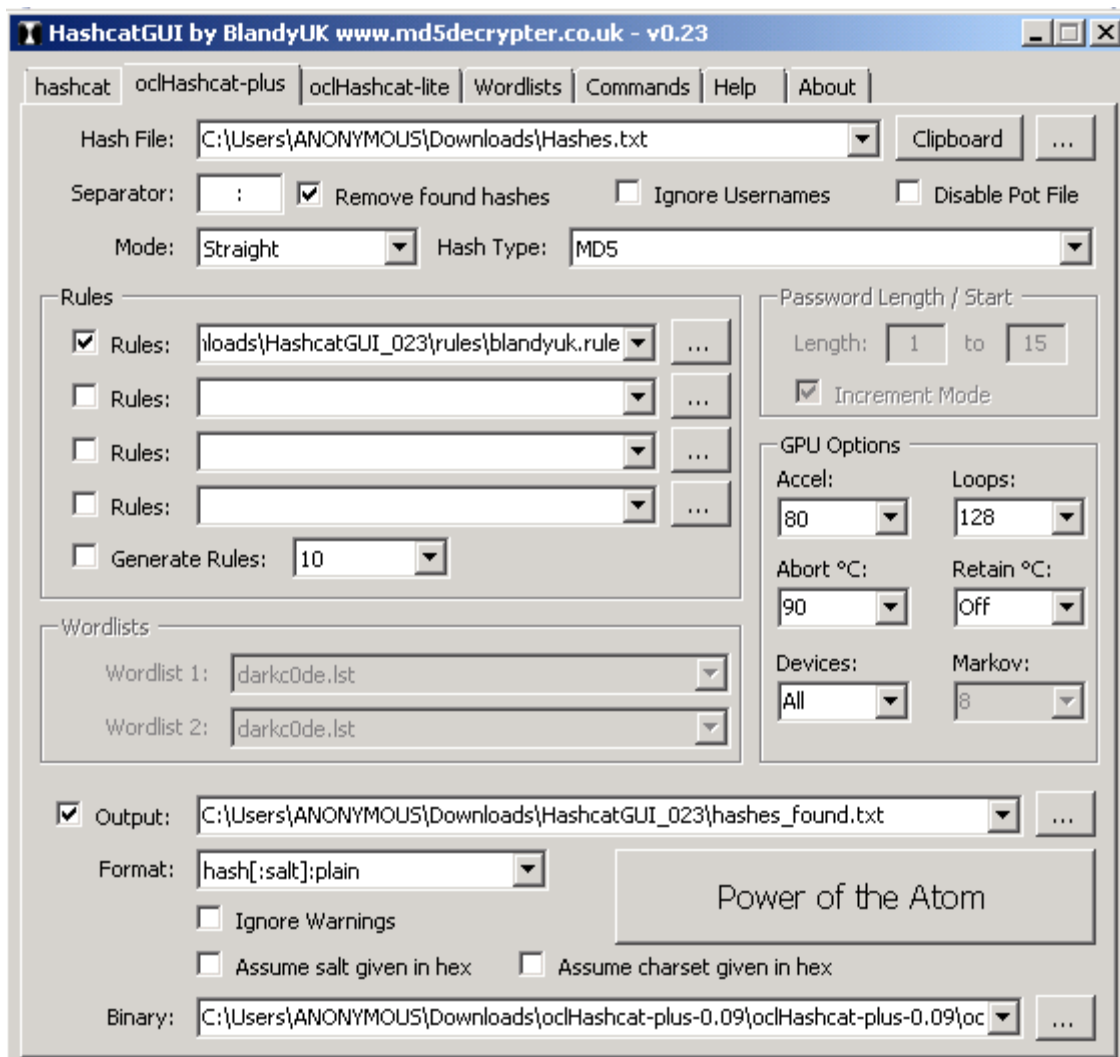 HashcatGUI by BlandyUK www.md5decrypter.co.uk - v0.23
hashcat oclHashcat-plus oclHashcat-lite Wordlists Commands Help About
Hash File: C:\Users\ANONYMOUS\Downloads\Hashes.txt Clipboard ...
Separator: : Remove found hashes Ignore Usernames Disable Pot File
Mode: Straight Hash Type: MD5
Rules
Rules: nloads\HashcatGUI_023\rules\blandyuk.rule ...
Rules: ...
Rules: ...
Rules: ...
Generate Rules: 10
Password Length / Start
Length: 1 to 15
Increment Mode
GPU Options
Accel: Loops:
80 128
Abort °C: Retain °C:
90 Off
Devices: Markov:
All 8
Wordlists
Wordlist 1: darkc0de.lst
Wordlist 2: darkc0de.lst
Output: C:\Users\ANONYMOUS\Downloads\HashcatGUI_023\hashes_found.txt ...
Format: hash[:salt]:plain
Power of the Atom
Ignore Warnings
Assume salt given in hex Assume charset given in hex
Binary: C:\Users\ANONYMOUS\Downloads\oclHashcat-plus-0.09\oclHashcat-plus-0.09\oc ...